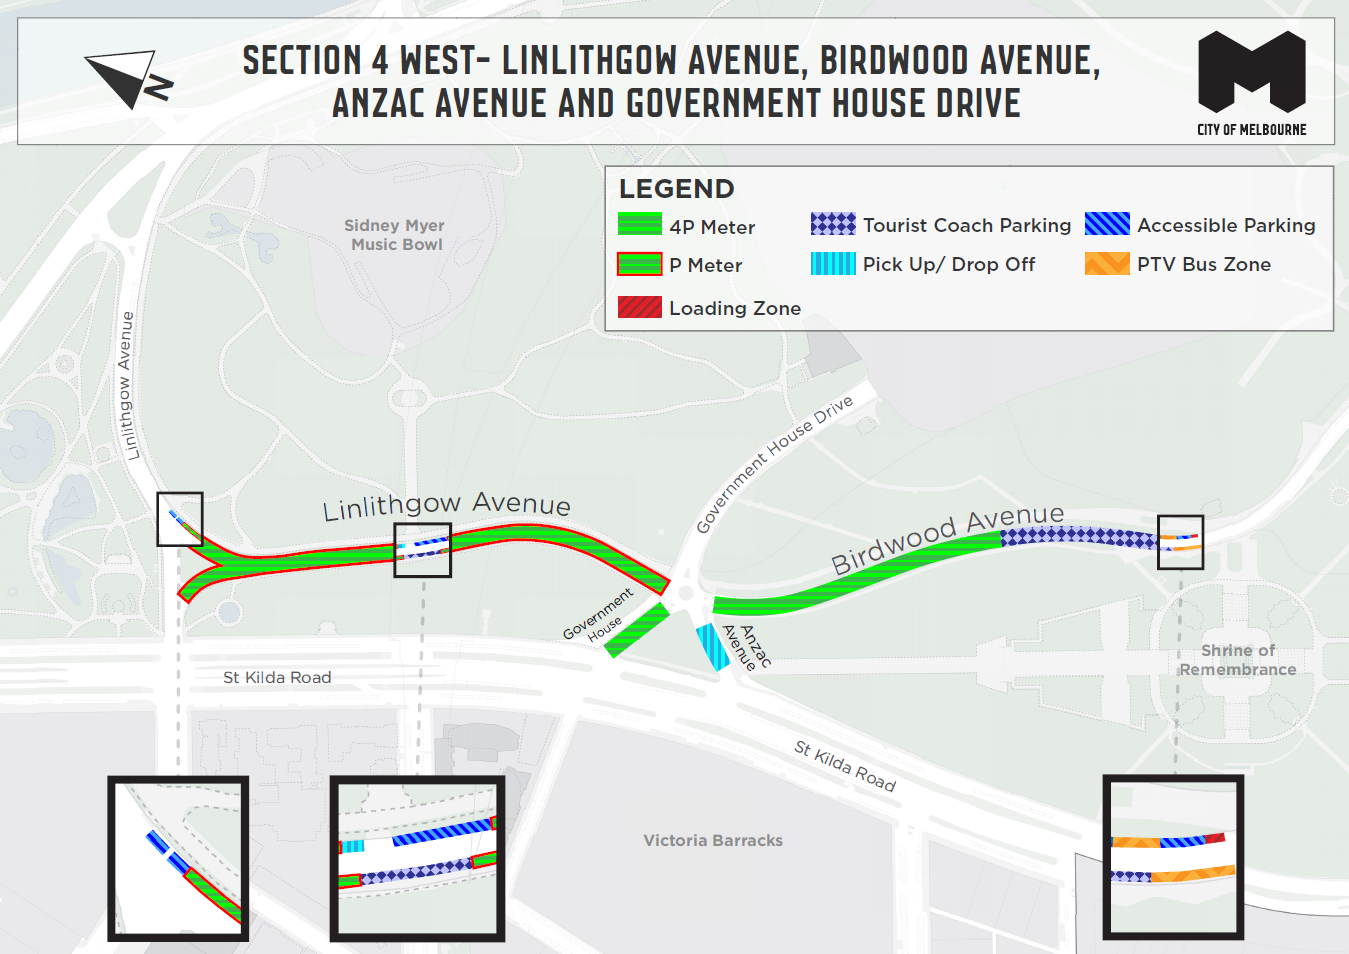 N
SECTION 4 WEST- LINLITHGOW AVENUE, BIRDWOOD AVENUE,
ANZAC AVENUE AND GOVERNMENT HOUSE DRIVE
CITY OF MELBOURNE
LEGEND
4P Meter
Tourist Coach Parking
Accessible Parking
P Meter
Pick Up/ Drop Off
PTV Bus Zone
Loading Zone
Sidney Myer
Music Bowl
Linlithgow Avenue
Government House Drive
Linlithgow Avenue
Birdwood Avenue
Government
House
Anzac
Avenue
Shrine of
Remembrance
St Kilda Road
St Kilda Road
Victoria Barracks